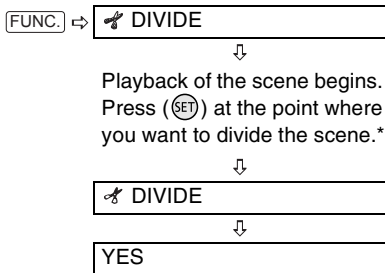 FUNC. ⇨ DIVIDE
Playback of the scene begins.
Press (SET) at the point where
you want to divide the scene.*
DIVIDE
YES